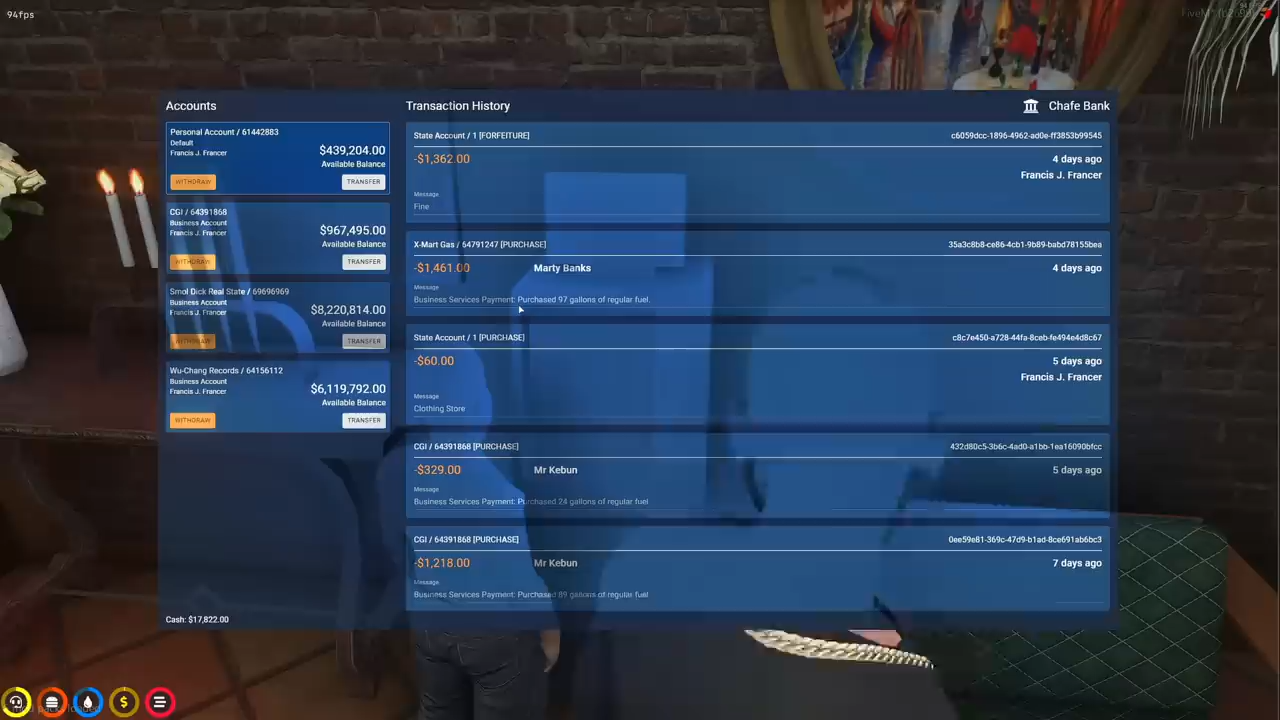 94fps
Accounts
Transaction History
Chafe Bank
Personal Account / 61442883
Default
Francis J. Francer
$439,204.00
Available Balance
WITHDRAW
TRANSFER
CGI / 64391868
Business Account
Francis J. Francer
$967,495.00
Available Balance
WITHDRAW
TRANSFER
Smol Dick Real State / 69696969
Business Account
Francis J. Francer
$8,220,814.00
Available Balance
WITHDRAW
TRANSFER
Wu-Chang Records / 64156112
Business Account
Francis J. Francer
$6,119,792.00
Available Balance
WITHDRAW
TRANSFER
Cash: $17,822.00
State Account / 1 [FORFEITURE]
c6059dcc-1896-4962-ad0e-ff3853b99545
-$1,362.00
4 days ago
Francis J. Francer
Message
Fine
X-Mart Gas / 64791247 [PURCHASE]
35a3c8b8-ce86-4cb1-9b89-babd78155bea
-$1,461.00
Marty Banks
4 days ago
Message
Business Services Payment: Purchased 97 gallons of regular fuel.
State Account / 1 [PURCHASE]
c8c7e450-a728-44fa-8ceb-fe494e4d8c67
-$60.00
5 days ago
Francis J. Francer
Message
Clothing Store
CGI / 64391868 [PURCHASE]
432d80c5-3b6c-4ad0-a1bb-1ea16090bfcc
-$329.00
Mr Kebun
5 days ago
Message
Business Services Payment: Purchased 24 gallons of regular fuel
CGI / 64391868 [PURCHASE]
0ee59e81-369c-47d9-b1ad-8ce691ab6bc3
-$1,218.00
Mr Kebun
7 days ago
Message
Business Services Payment: Purchased 89 gallons of regular fuel